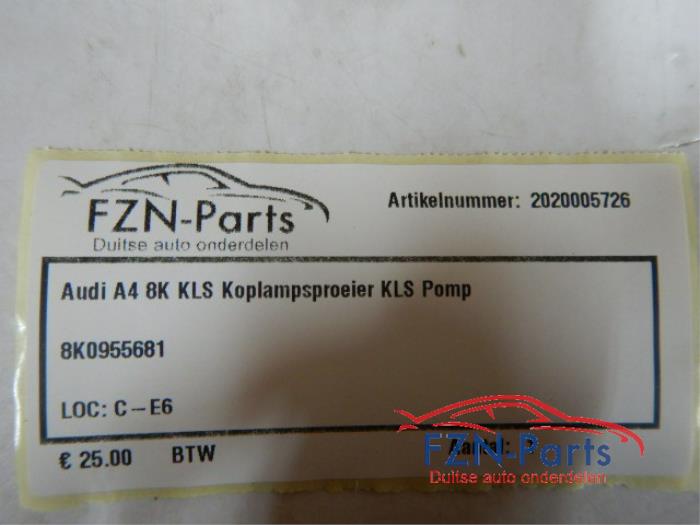 FZN-Parts
Duitse auto onderdelen
Artikelnummer: 2020005726
Audi A4 8K KLS Koplampsproeier KLS Pomp
8K0955681
LOC: C-E6
€ 25.00 BTW Aantal:
FZN-Parts
Duitse auto onderdelen